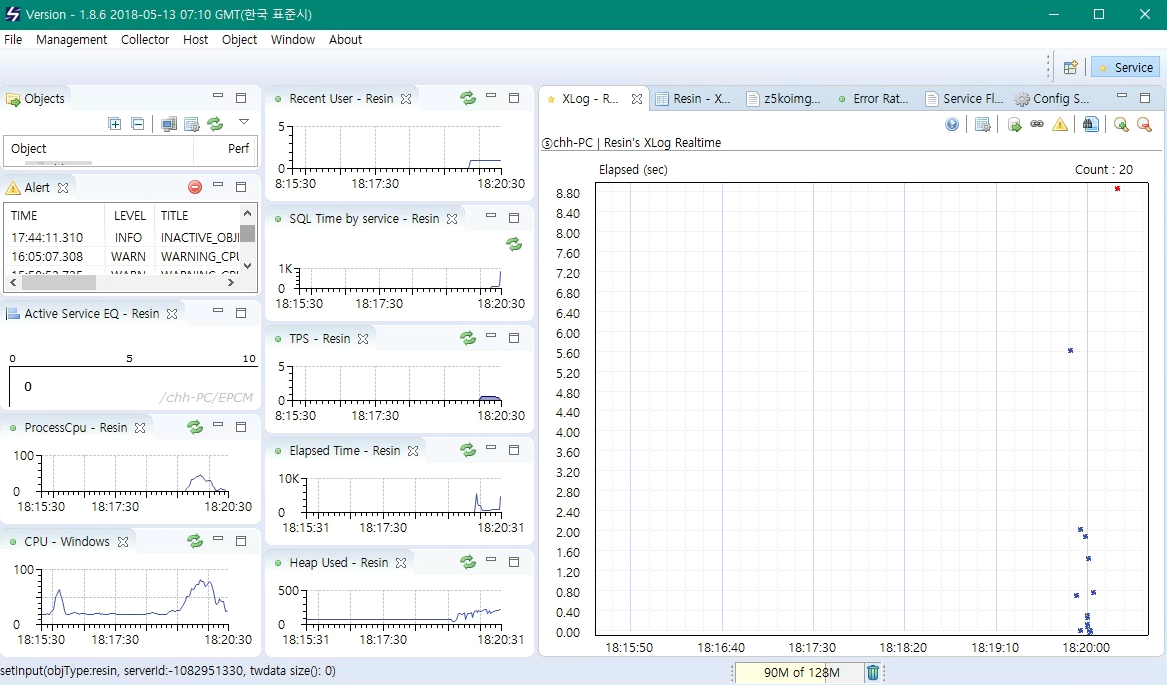 Version - 1.8.6 2018-05-13 07:10 GMT(한국 표준시)
File Management Collector Host Object Window About
Service
Objects
Object Perf
Alert
TIME LEVEL TITLE
17:44:11.310 INFO INACTIVE_OBJ
16:05:07.308 WARN WARNING_CPU
WARN WARNING_CPU
Active Service EQ - Resin
0 5 10
0
/chh-PC/EPCM
ProcessCpu - Resin
100
0
18:15:30 18:17:30 18:20:30
CPU - Windows
100
0
18:15:30 18:17:30 18:20:30
Recent User - Resin
5
0
8:15:30 18:17:30 18:20:30
SQL Time by service - Resin
1K
0
18:15:30 18:17:30 18:20:30
TPS - Resin
5
0
8:15:30 18:17:30 18:20:30
Elapsed Time - Resin
10K
0
18:15:31 18:17:30 18:20:31
Heap Used - Resin
500
0
18:15:31 18:17:30 18:20:31
XLog - R... Resin - X... z5koimg... Error Rat... Service Fl... Config S...
ⓢchh-PC | Resin's XLog Realtime
Elapsed (sec) Count : 20
8.80
8.40
8.00
7.60
7.20
6.80
6.40
6.00
5.60
5.20
4.80
4.40
4.00
3.60
3.20
2.80
2.40
2.00
1.60
1.20
0.80
0.40
0.00
18:15:50 18:16:40 18:17:30 18:18:20 18:19:10 18:20:00
setInput(objType:resin, serverId:-1082951330, twdata size(): 0)
90M of 128M